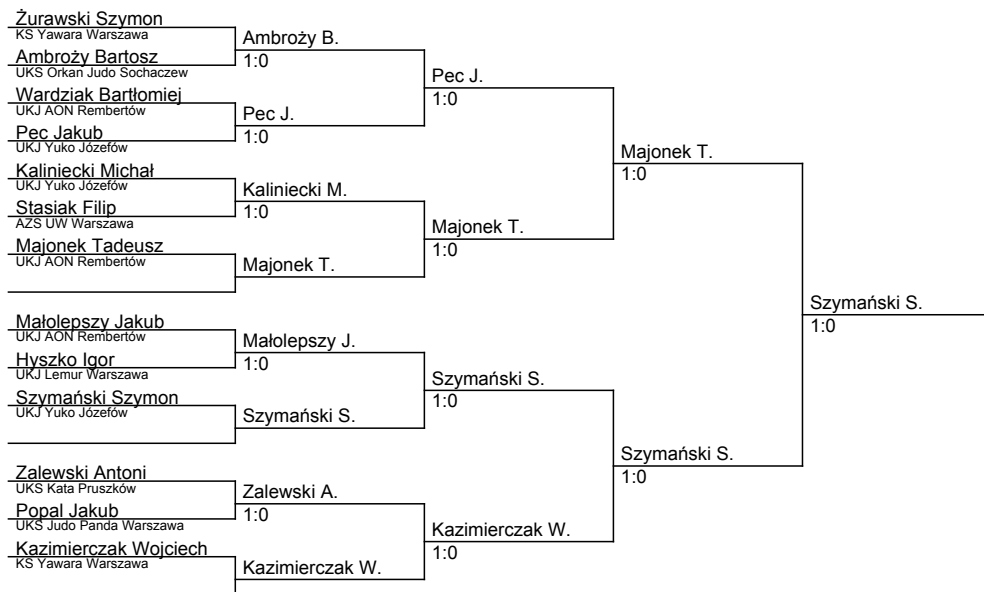 Żurawski Szymon
KS Yawara Warszawa
Ambroży Bartosz
UKS Orkan Judo Sochaczew
Wardziak Bartłomiej
UKJ AON Rembertów
Pec Jakub
UKJ Yuko Józefów
Kaliniecki Michał
UKJ Yuko Józefów
Stasiak Filip
AZS UW Warszawa
Majonek Tadeusz
UKJ AON Rembertów
Małolepszy Jakub
UKJ AON Rembertów
Hyszko Igor
UKJ Lemur Warszawa
Szymański Szymon
UKJ Yuko Józefów
Zalewski Antoni
UKS Kata Pruszków
Popal Jakub
UKS Judo Panda Warszawa
Kazimierczak Wojciech
KS Yawara Warszawa
Ambroży B.
1:0
Pec J.
1:0
Kaliniecki M.
1:0
Majonek T.
Małolepszy J.
1:0
Szymański S.
Zalewski A.
1:0
Kazimierczak W.
Pec J.
1:0
Majonek T.
1:0
Szymański S.
1:0
Kazimierczak W.
1:0
Majonek T.
1:0
Szymański S.
1:0
Szymański S.
1:0